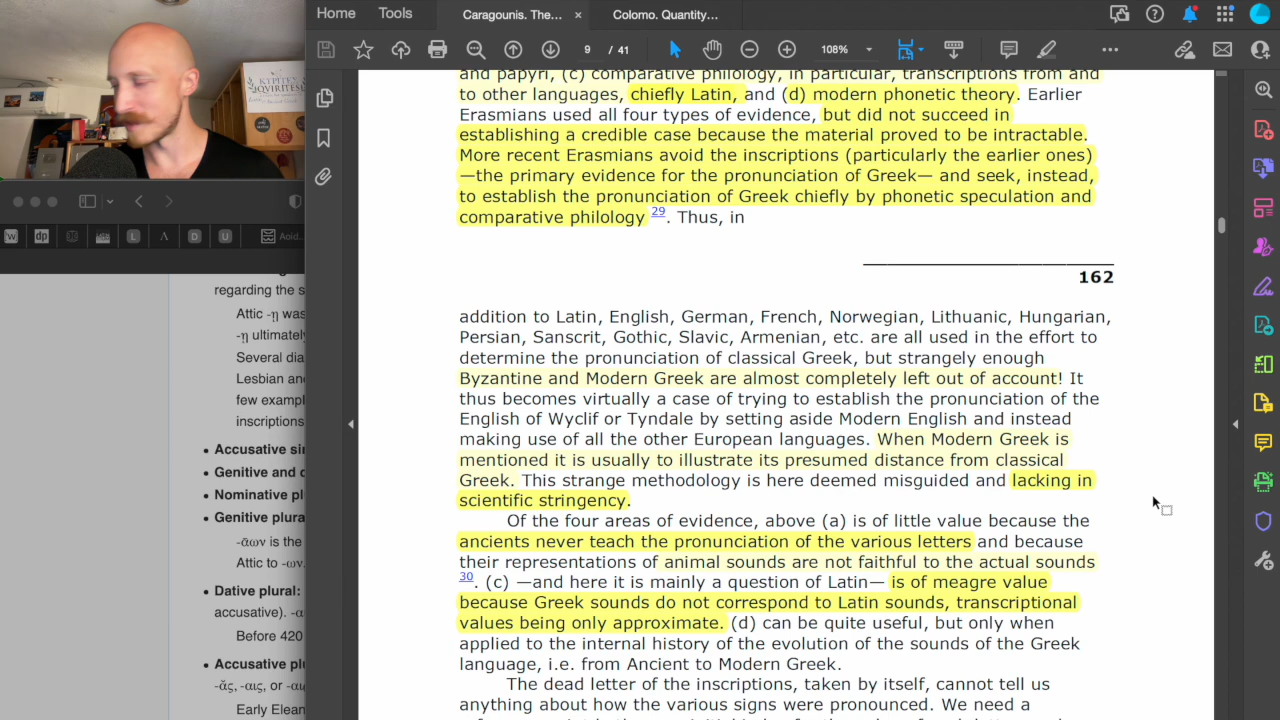 Home Tools Caragounis. The... × Colomo. Quantity...
9 / 41 108%
and papyri, (c) comparative philology, in particular, transcriptions from and
to other languages, chiefly Latin, and (d) modern phonetic theory. Earlier
Erasmians used all four types of evidence, but did not succeed in
establishing a credible case because the material proved to be intractable.
More recent Erasmians avoid the inscriptions (particularly the earlier ones)
—the primary evidence for the pronunciation of Greek— and seek, instead,
to establish the pronunciation of Greek chiefly by phonetic speculation and
comparative philology 29. Thus, in
162
addition to Latin, English, German, French, Norwegian, Lithuanic, Hungarian,
Persian, Sanscrit, Gothic, Slavic, Armenian, etc. are all used in the effort to
determine the pronunciation of classical Greek, but strangely enough
Byzantine and Modern Greek are almost completely left out of account! It
thus becomes virtually a case of trying to establish the pronunciation of the
English of Wyclif or Tyndale by setting aside Modern English and instead
making use of all the other European languages. When Modern Greek is
mentioned it is usually to illustrate its presumed distance from classical
Greek. This strange methodology is here deemed misguided and lacking in
scientific stringency.
Of the four areas of evidence, above (a) is of little value because the
ancients never teach the pronunciation of the various letters and because
their representations of animal sounds are not faithful to the actual sounds
30. (c) —and here it is mainly a question of Latin— is of meagre value
because Greek sounds do not correspond to Latin sounds, transcriptional
values being only approximate. (d) can be quite useful, but only when
applied to the internal history of the evolution of the sounds of the Greek
language, i.e. from Ancient to Modern Greek.
The dead letter of the inscriptions, taken by itself, cannot tell us
anything about how the various signs were pronounced. We need a
ΚΥΡΙΤΕΣ
ΙΟVIRITES
W dp L Λ D U Aoid...
regarding the s
Attic -ῃ was
-ῃ ultimatel
Several dia
Lesbian and
few exampl
inscriptions
• Accusative sin
• Genitive and d
• Nominative pl
• Genitive plura
-ᾱων is the
Attic to -ων.
• Dative plural:
accusative). -α
Before 420
• Accusative plu
-ᾰς, -αις, or -αι
Early Elean